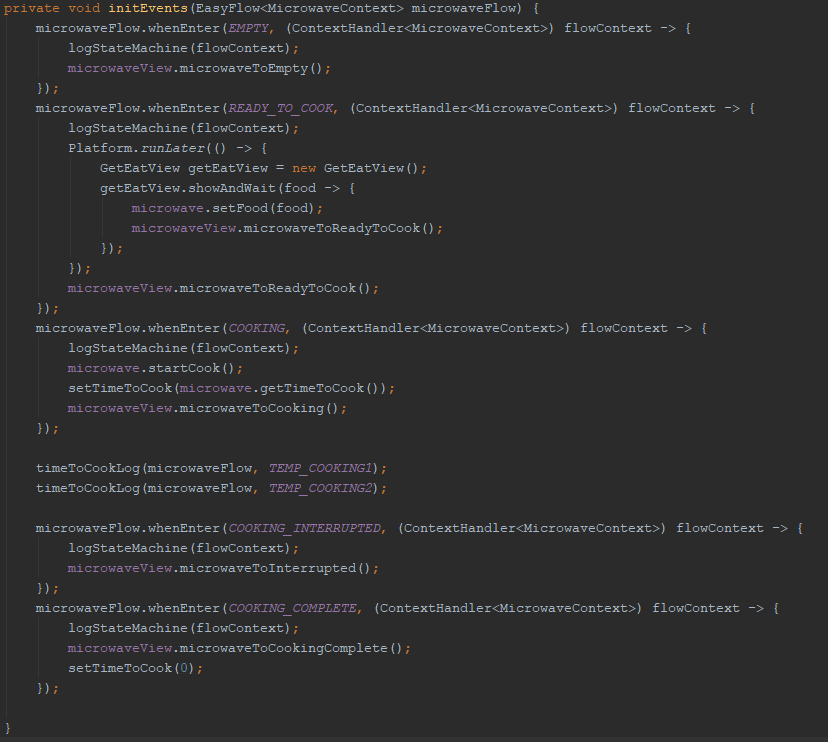 private void initEvents(EasyFlow<MicrowaveContext> microwaveFlow) {
    microwaveFlow.whenEnter(EMPTY, (ContextHandler<MicrowaveContext>) flowContext -> {
        logStateMachine(flowContext);
        microwaveView.microwaveToEmpty();
    });
    microwaveFlow.whenEnter(READY_TO_COOK, (ContextHandler<MicrowaveContext>) flowContext -> {
        logStateMachine(flowContext);
        Platform.runLater(() -> {
            GetEatView getEatView = new GetEatView();
            getEatView.showAndWait(food -> {
                microwave.setFood(food);
                microwaveView.microwaveToReadyToCook();
            });
        });
        microwaveView.microwaveToReadyToCook();
    });
    microwaveFlow.whenEnter(COOKING, (ContextHandler<MicrowaveContext>) flowContext -> {
        logStateMachine(flowContext);
        microwave.startCook();
        setTimeToCook(microwave.getTimeToCook());
        microwaveView.microwaveToCooking();
    });
    timeToCookLog(microwaveFlow, TEMP_COOKING1);
    timeToCookLog(microwaveFlow, TEMP_COOKING2);
    microwaveFlow.whenEnter(COOKING_INTERRUPTED, (ContextHandler<MicrowaveContext>) flowContext -> {
        logStateMachine(flowContext);
        microwaveView.microwaveToInterrupted();
    });
    microwaveFlow.whenEnter(COOKING_COMPLETE, (ContextHandler<MicrowaveContext>) flowContext -> {
        logStateMachine(flowContext);
        microwaveView.microwaveToCookingComplete();
        setTimeToCook(0);
    });
}